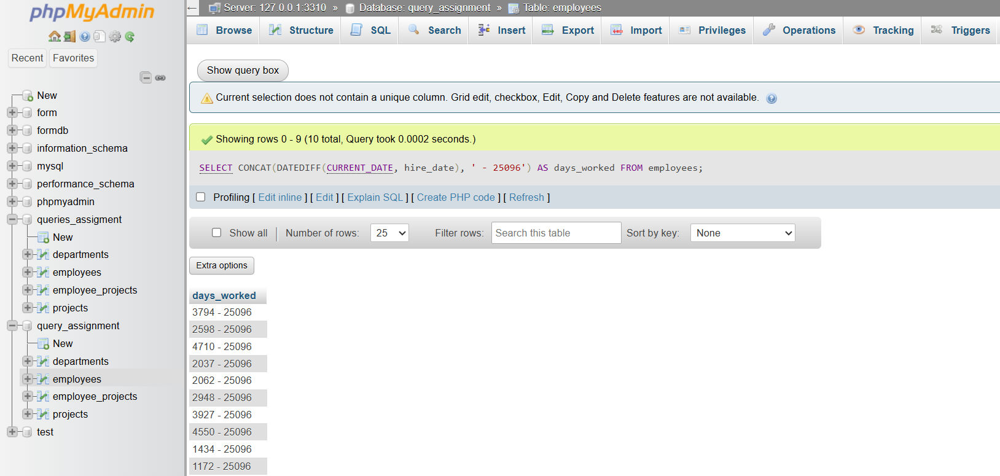 phpMyAdmin
Recent Favorites
New
form
formdb
information_schema
mysql
performance_schema
phpmyadmin
queries_assigment
New
departments
employees
employee_projects
projects
query_assignment
New
departments
employees
employee_projects
projects
test
← Server: 127.0.0.1:3310 » Database: query_assignment » Table: employees
Browse Structure SQL Search Insert Export Import Privileges Operations Tracking Triggers
Show query box
Current selection does not contain a unique column. Grid edit, checkbox, Edit, Copy and Delete features are not available.
Showing rows 0 - 9 (10 total, Query took 0.0002 seconds.)
SELECT CONCAT(DATEDIFF(CURRENT_DATE, hire_date), ' - 25096') AS days_worked FROM employees;
Profiling [ Edit inline ] [ Edit ] [ Explain SQL ] [ Create PHP code ] [ Refresh ]
Show all | Number of rows: 25 Filter rows: Search this table Sort by key: None
Extra options
days_worked
3794 - 25096
2598 - 25096
4710 - 25096
2037 - 25096
2062 - 25096
2948 - 25096
3927 - 25096
4550 - 25096
1434 - 25096
1172 - 25096